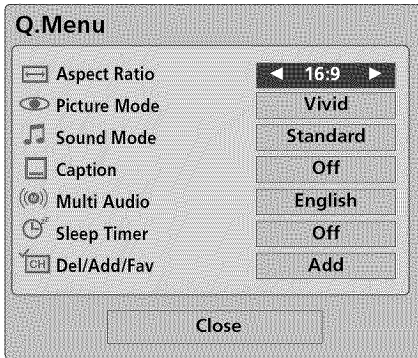 Q.Menu
Aspect Ratio ◄ 16:9 ►
Picture Mode Vivid
Sound Mode Standard
Caption Off
Multi Audio English
Sleep Timer Off
CH Del/Add/Fav Add
Close